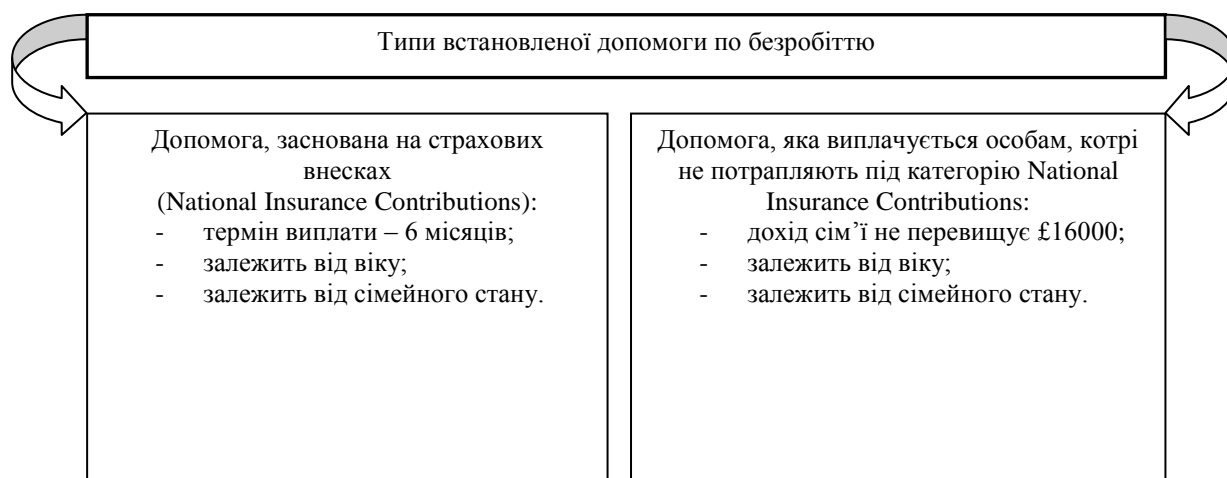 Типи встановленої допомоги по безробіттю
Допомога, заснована на страхових
внесках
(National Insurance Contributions):
- термін виплати – 6 місяців;
- залежить від віку;
- залежить від сімейного стану.
Допомога, яка виплачується особам, котрі
не потрапляють під категорію National
Insurance Contributions:
- дохід сім’ї не перевищує £16000;
- залежить від віку;
- залежить від сімейного стану.